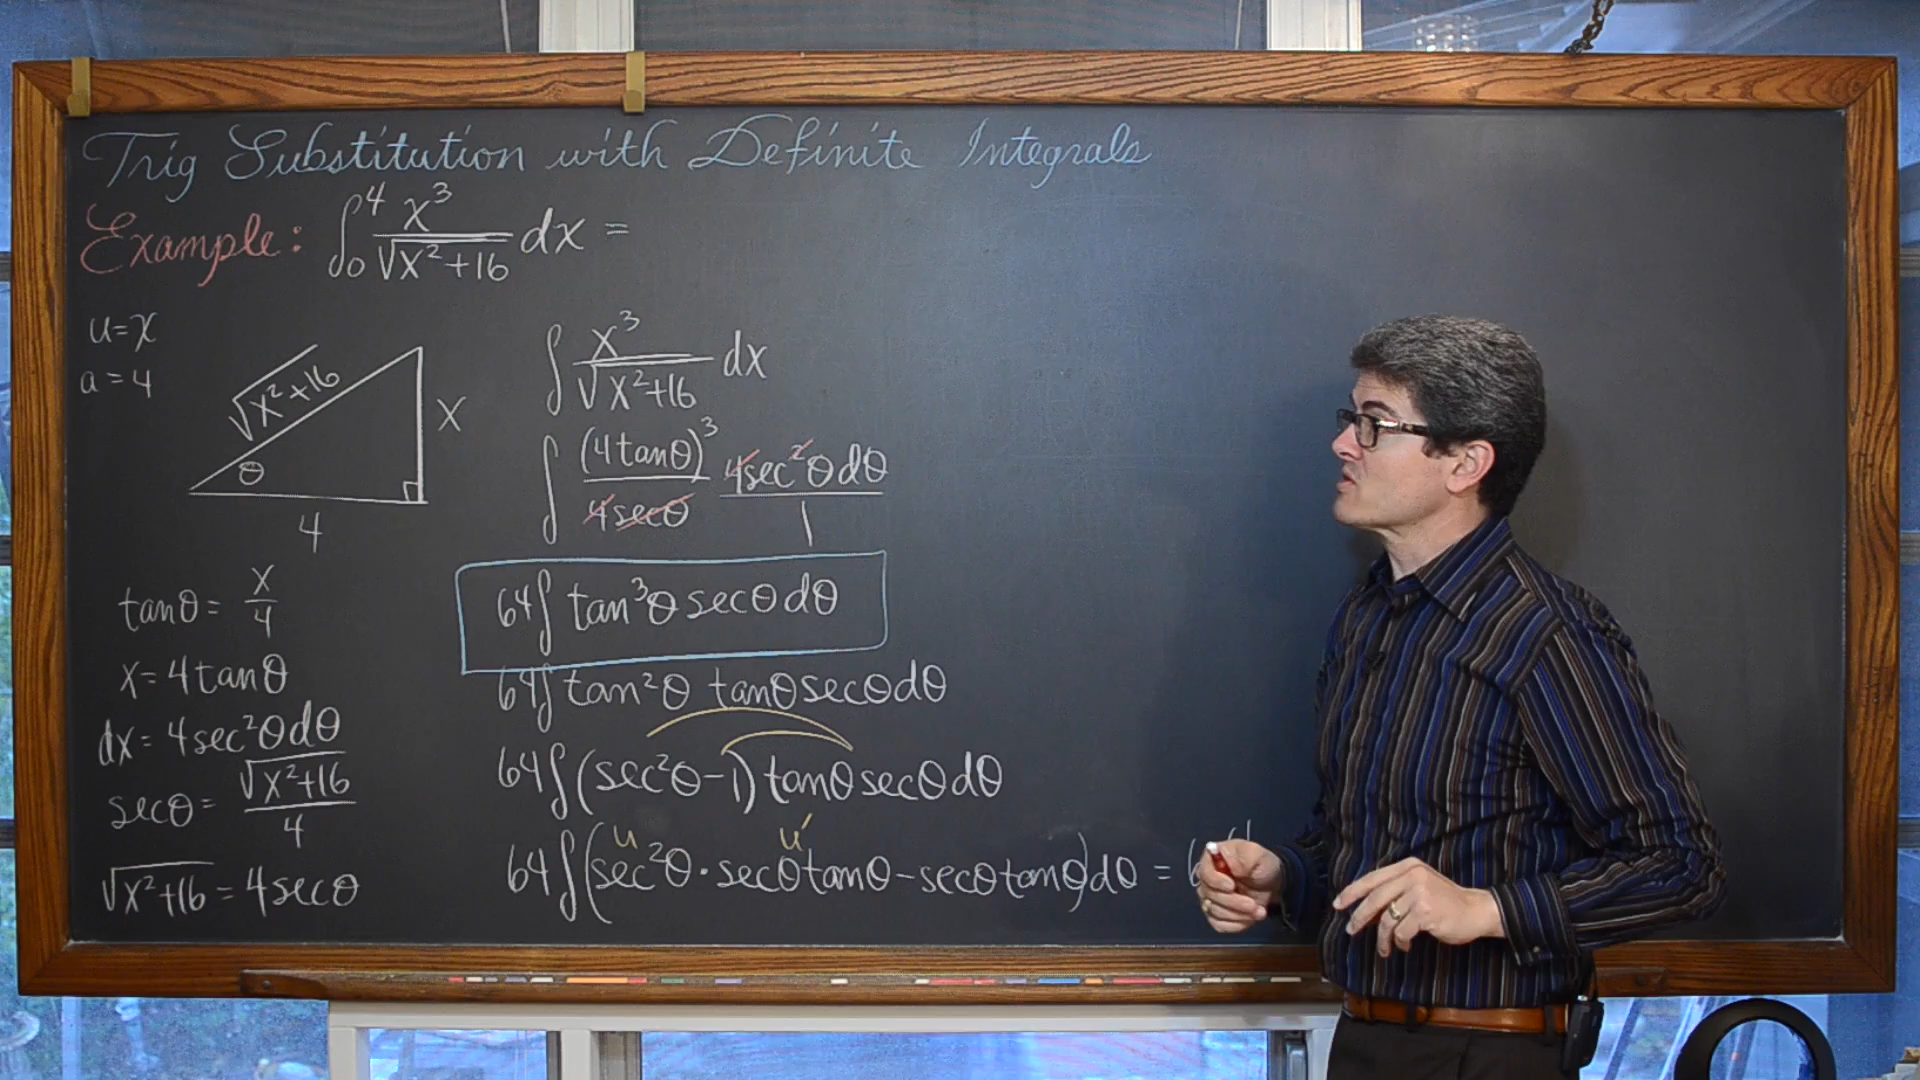 Trig Substitution with Definite Integrals
Example: ∫₀⁴ x³/√(x²+16) dx =
u=x
a=4
√(x²+16)
x
θ
4
tanθ = x/4
x=4tanθ
dx=4sec²θdθ
secθ= √(x²+16)/4
√(x²+16) = 4secθ
∫ x³/√(x²+16) dx
∫ (4tanθ)³/4secθ 4sec²θdθ/1
64∫ tan³θ secθdθ
64∫ tan²θ tanθsecθdθ
64∫(sec²θ-1)tanθsecθdθ
u u′
64∫(sec²θ·secθtanθ-secθtanθ)dθ =